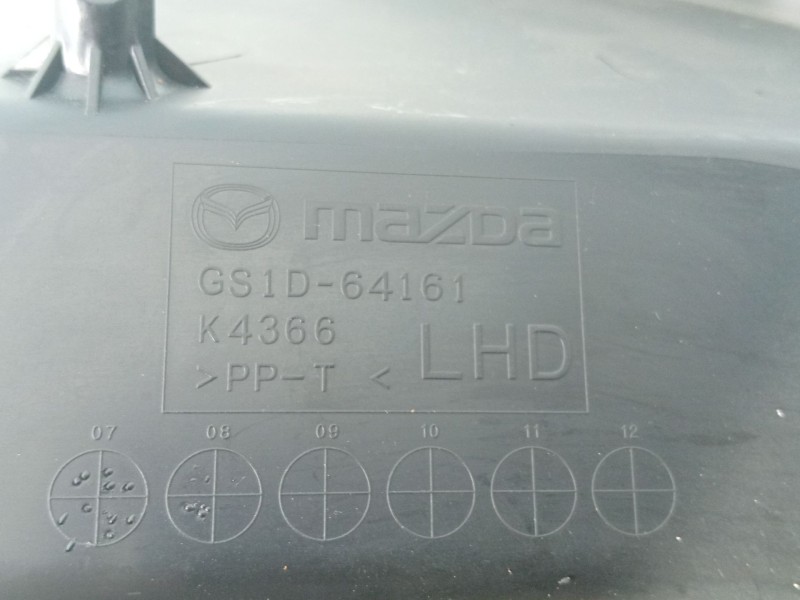 mazda
GS1D-64161
K4366
LHD
>PP-T <
07 08 09 10 11 12